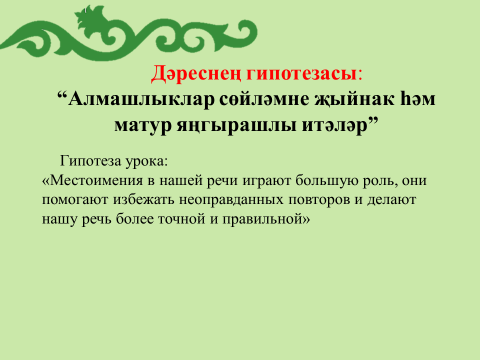 Дәреснең гипотезасы:
“Алмашлыклар сөйләмне җыйнак һәм
матур яңгырашлы итәләр”
Гипотеза урока:
«Местоимения в нашей речи играют большую роль, они
помогают избежать неоправданных повторов и делают
нашу речь более точной и правильной»